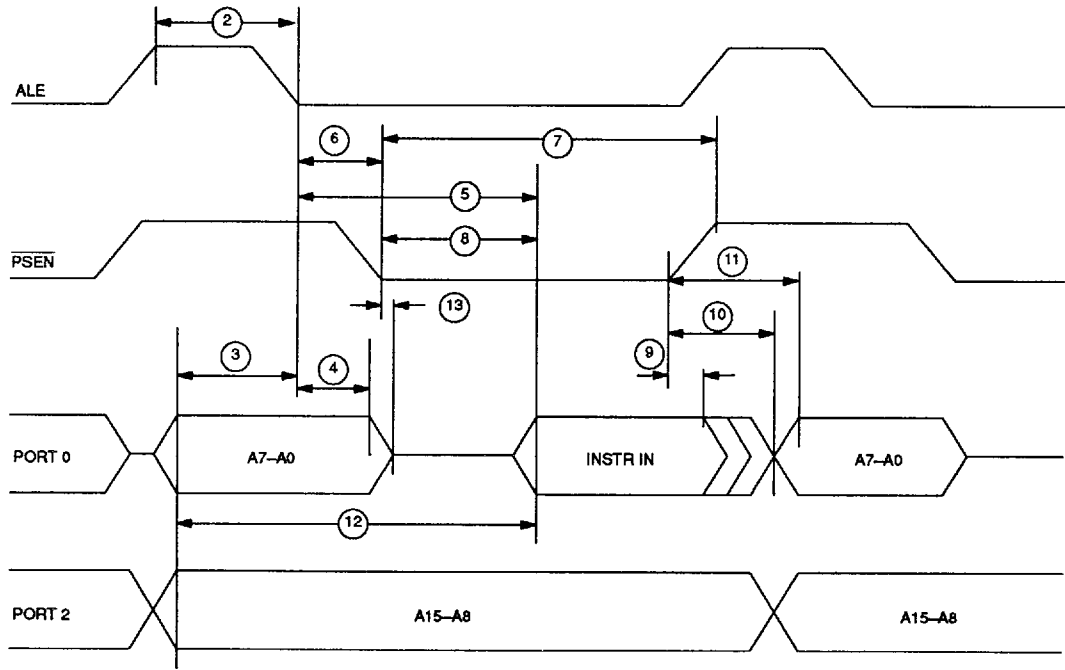 2
ALE
6
7
5
PSEN
8
11
13
10
9
3
4
PORT 0
A7–A0
INSTR IN
A7–A0
12
PORT 2
A15–A8
A15–A8